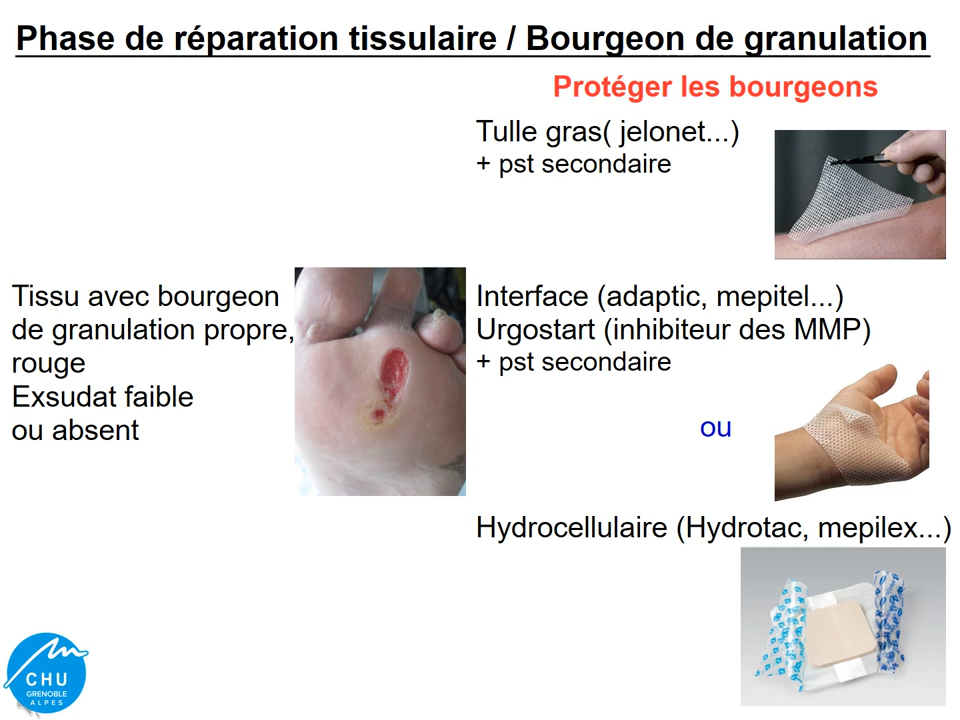 Phase de réparation tissulaire / Bourgeon de granulation
Protéger les bourgeons
Tulle gras( jelonet...)
+ pst secondaire
Tissu avec bourgeon
de granulation propre,
rouge
Exsudat faible
ou absent
Interface (adaptic, mepitel...)
Urgostart (inhibiteur des MMP)
+ pst secondaire
ou
Hydrocellulaire (Hydrotac, mepilex...)
CHU
GRENOBLE
ALPES